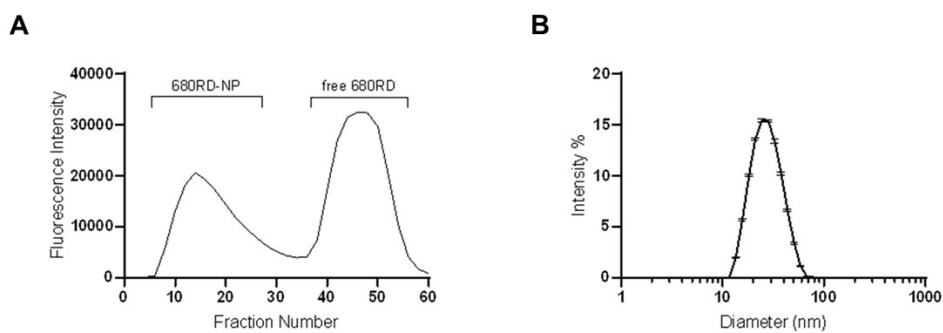 A
Fluorescence Intensity
40000
30000
20000
10000
0
680RD-NP
free 680RD
0 10 20 30 40 50 60
Fraction Number
B
Intensity %
20
15
10
5
0
1 10 100 1000
Diameter (nm)